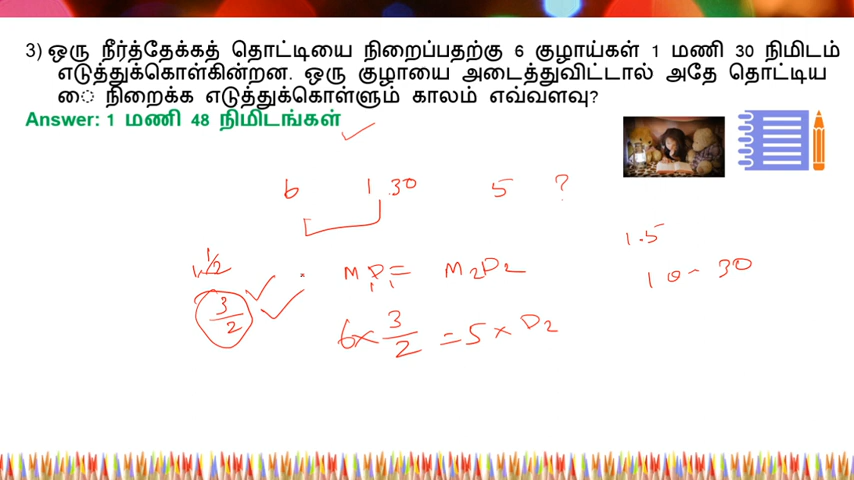 3) ஒரு நீர்த்தேக்கத் தொட்டியை நிறைப்பதற்கு 6 குழாய்கள் 1 மணி 30 நிமிடம்
எடுத்துக்கொள்கின்றன. ஒரு குழாயை அடைத்துவிட்டால் அதே தொட்டிய
ை நிறைக்க எடுத்துக்கொள்ளும் காலம் எவ்வளவு?
Answer: 1 மணி 48 நிமிடங்கள்
6 1.30 5 ?
1.5
1 1/2 M1D1= M2D2
3/2
6 × 3/2 = 5 × D2